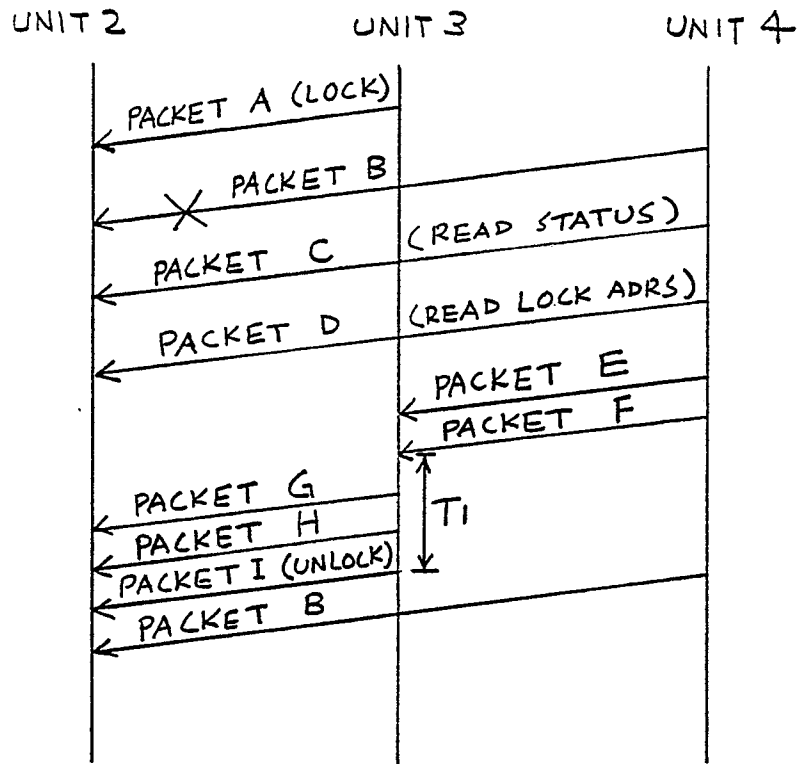 UNIT 2
UNIT 3
UNIT 4
PACKET A (LOCK)
PACKET B
(READ STATUS)
PACKET C
(READ LOCK ADRS)
PACKET D
PACKET E
PACKET F
PACKET G
T1
PACKET H
PACKET I (UNLOCK)
PACKET B